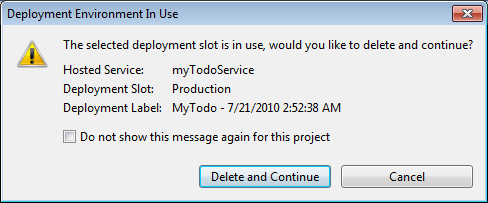 Deployment Environment In Use
The selected deployment slot is in use, would you like to delete and continue?
Hosted Service: myTodoService
Deployment Slot: Production
Deployment Label: MyTodo - 7/21/2010 2:52:38 AM
Do not show this message again for this project
Delete and Continue Cancel